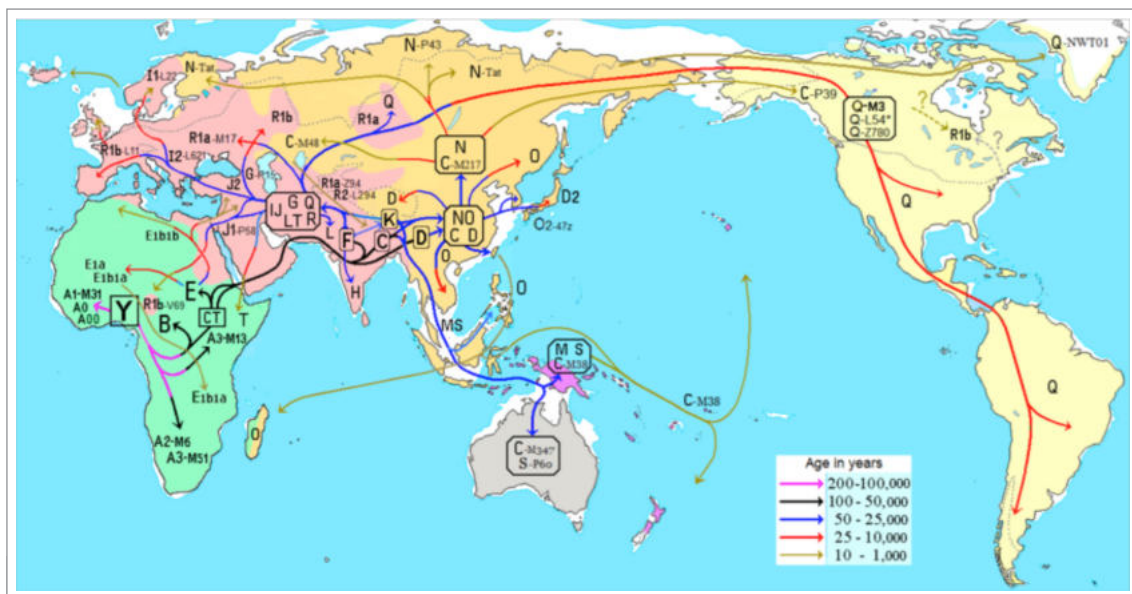 N-P43
Q-NWT01
I1-L22
N-Tat
N-Tat
Q
C-P39
Q-M3
Q-L54*
Q-Z780
?
R1b
?
R1b
R1a
R1a-M17
C-M48
N
C-M217
O
R1b-L11
I2-L621
G
J2
R1a-Z94
R2-L294
D
D2
IJ G Q
LT R
K
NO
C D
O2-47z
Q
J1-P58
L
F
C
D
E1b1b
O
H
E1a
E1b1a
E
O
A1-M31
A0
A00
Y
R1b-V69
CT
T
B
A3-M13
MS
M S
C-M38
E1b1a
C-M38
Q
O
A2-M6
A3-M51
C-M347
S-P60
Age in years
200-100,000
100 - 50,000
50 - 25,000
25 - 10,000
10 - 1,000